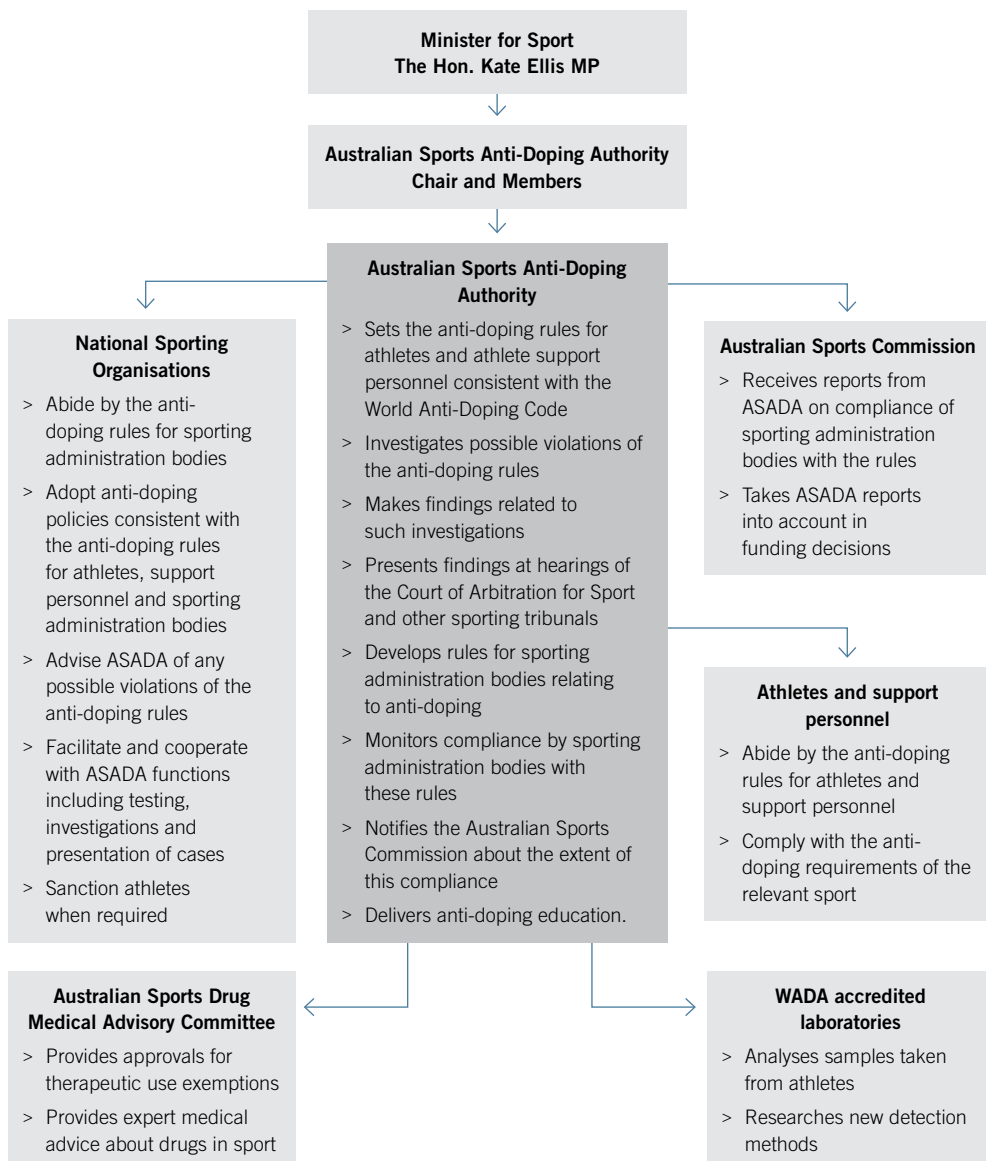 Minister for Sport
The Hon. Kate Ellis MP
Australian Sports Anti-Doping Authority
Chair and Members
Australian Sports Anti-Doping
Authority
> Sets the anti-doping rules for
athletes and athlete support
personnel consistent with the
World Anti-Doping Code
> Investigates possible violations of
the anti-doping rules
> Makes findings related to
such investigations
> Presents findings at hearings of
the Court of Arbitration for Sport
and other sporting tribunals
> Develops rules for sporting
administration bodies relating
to anti-doping
> Monitors compliance by sporting
administration bodies with
these rules
> Notifies the Australian Sports
Commission about the extent of
this compliance
> Delivers anti-doping education.
National Sporting
Organisations
> Abide by the anti-
doping rules for sporting
administration bodies
> Adopt anti-doping
policies consistent with
the anti-doping rules
for athletes, support
personnel and sporting
administration bodies
> Advise ASADA of any
possible violations of the
anti-doping rules
> Facilitate and cooperate
with ASADA functions
including testing,
investigations and
presentation of cases
> Sanction athletes
when required
Australian Sports Commission
> Receives reports from
ASADA on compliance of
sporting administration
bodies with the rules
> Takes ASADA reports
into account in
funding decisions
Athletes and support
personnel
> Abide by the anti-doping
rules for athletes and
support personnel
> Comply with the anti-
doping requirements of the
relevant sport
Australian Sports Drug
Medical Advisory Committee
> Provides approvals for
therapeutic use exemptions
> Provides expert medical
advice about drugs in sport
WADA accredited
laboratories
> Analyses samples taken
from athletes
> Researches new detection
methods